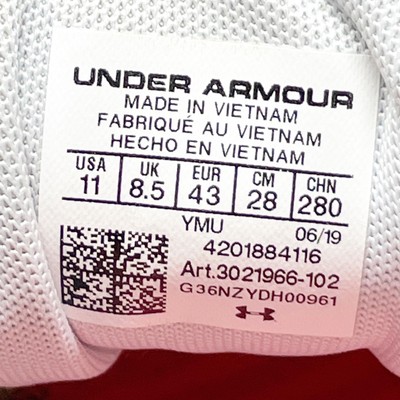 UNDER ARMOUR
MADE IN VIETNAM
FABRIQUÉ AU VIETNAM
HECHO EN VIETNAM
USA UK EUR CM CHN
11 8.5 43 28 280
YMU 06/19
4201884116
Art.3021966-102
G36NZYDH00961